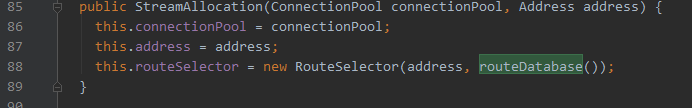 85 public StreamAllocation(ConnectionPool connectionPool, Address address) {
86 this.connectionPool = connectionPool;
87 this.address = address;
88 this.routeSelector = new RouteSelector(address, routeDatabase());
89 }
90